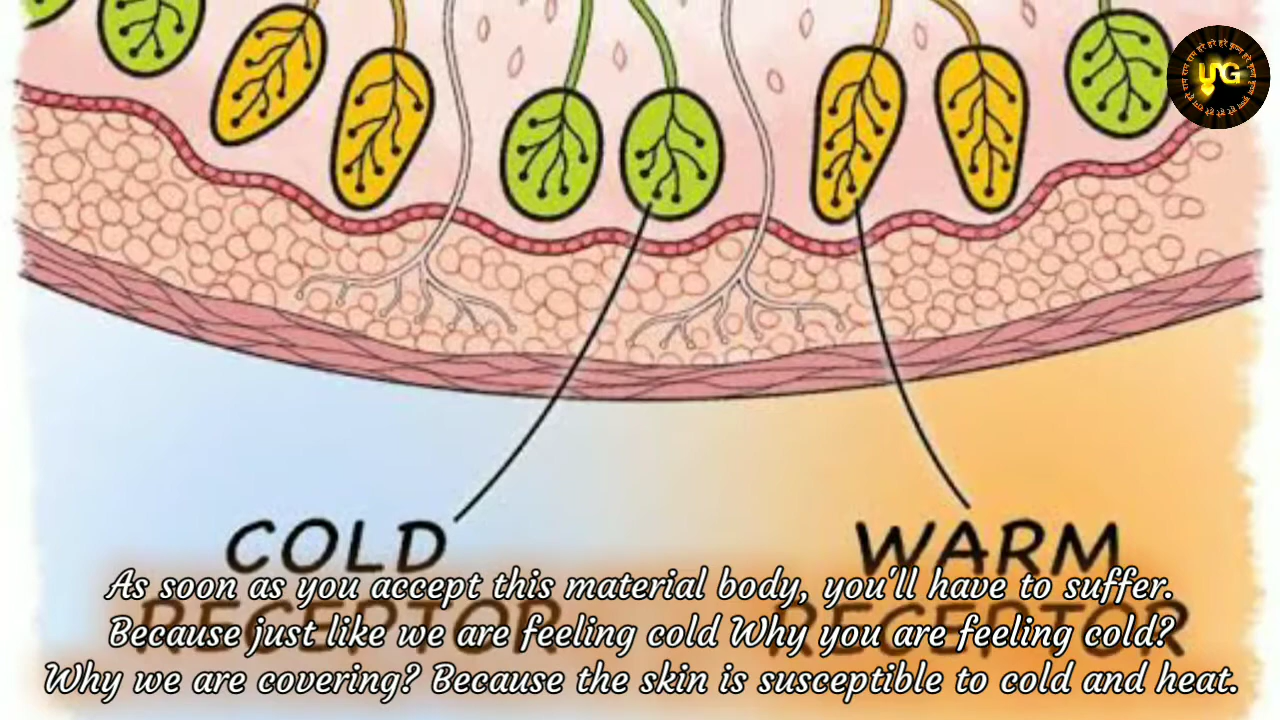 COLD
RECEPTOR
WARM
RECEPTOR
As soon as you accept this material body, you'll have to suffer.
Because just like we are feeling cold Why you are feeling cold?
Why we are covering? Because the skin is susceptible to cold and heat.